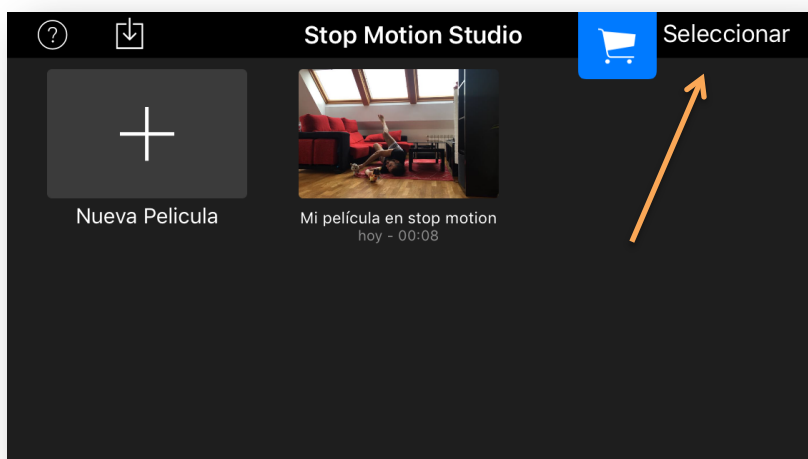 ?
Stop Motion Studio
Seleccionar
Nueva Pelicula
Mi película en stop motion
hoy - 00:08